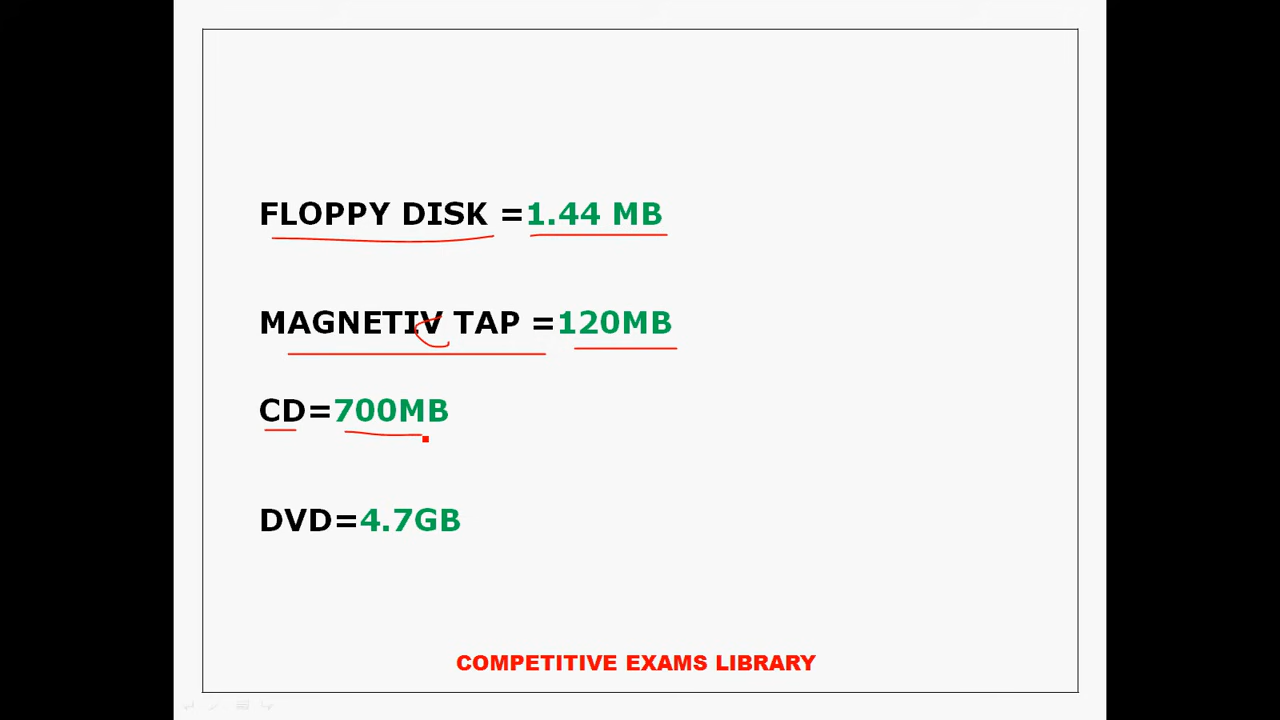 FLOPPY DISK =1.44 MB
MAGNETIV TAP =120MB
CD=700MB
DVD=4.7GB
COMPETITIVE EXAMS LIBRARY